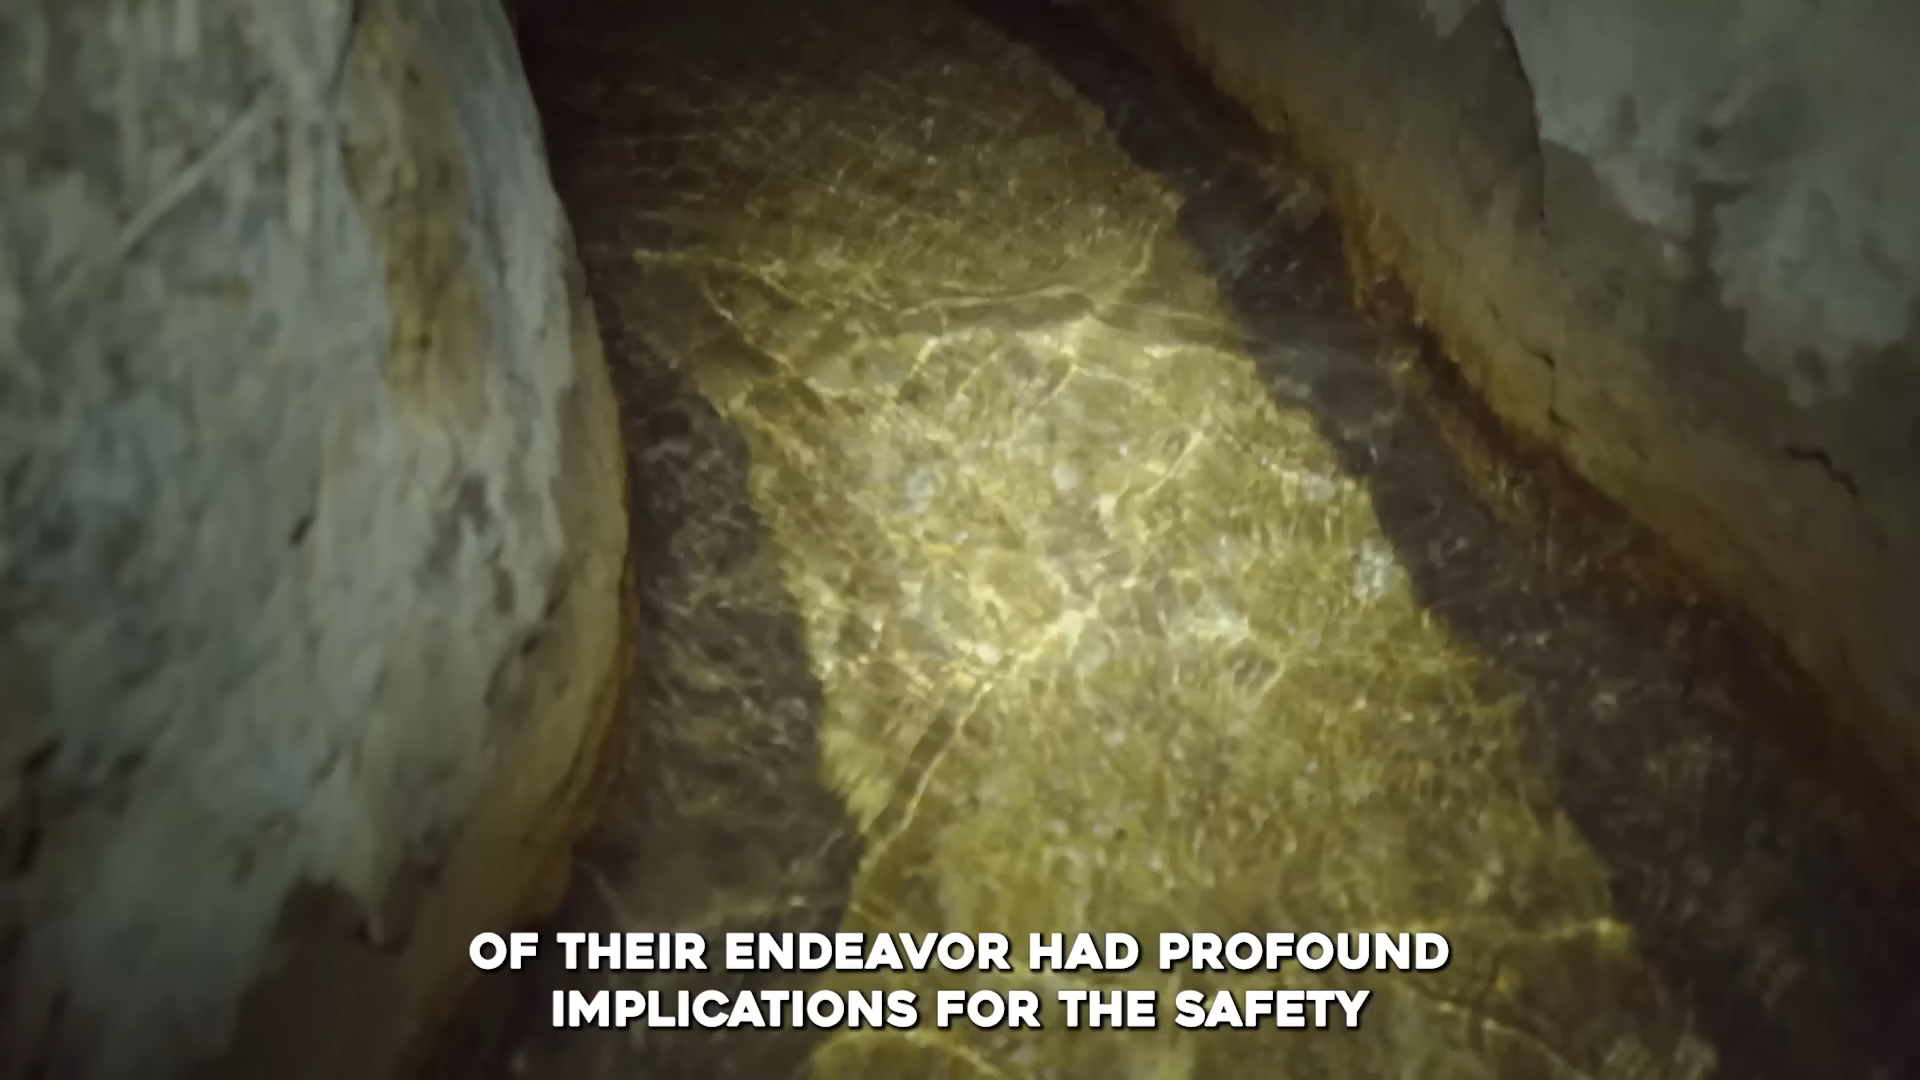 OF THEIR ENDEAVOR HAD PROFOUND
IMPLICATIONS FOR THE SAFETY